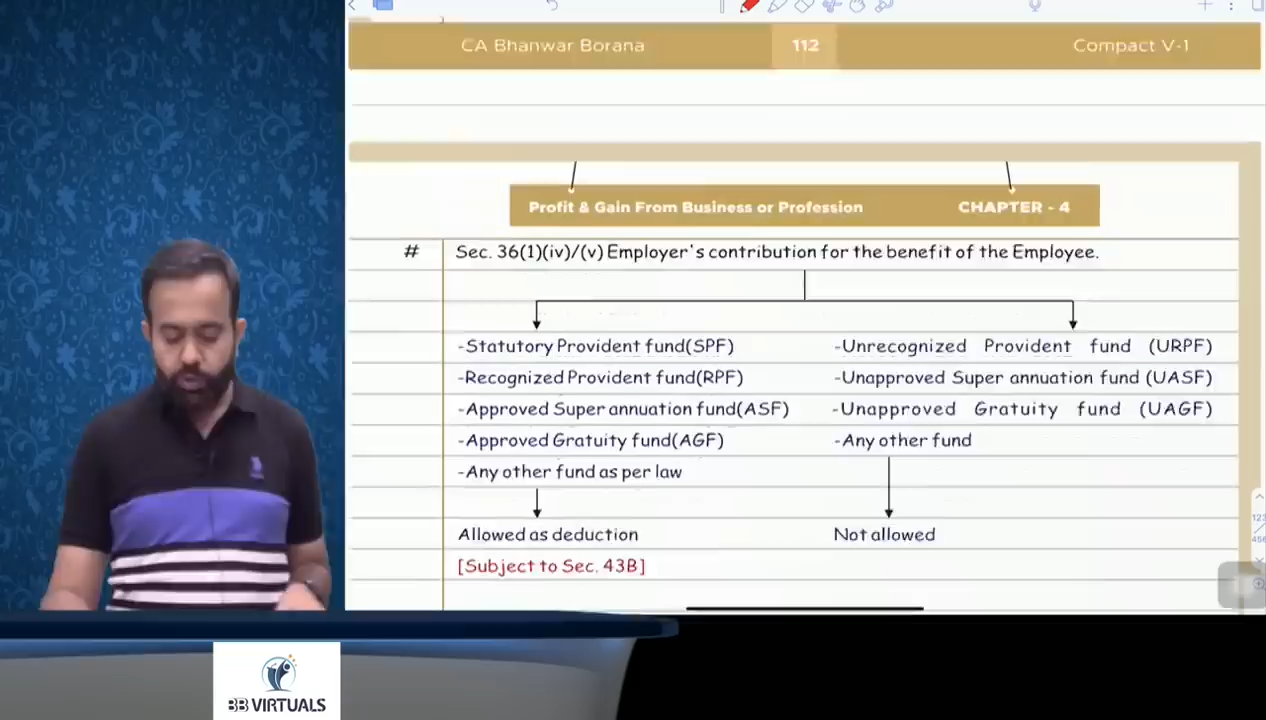 CA Bhanwar Borana 112 Compact V-1
Profit & Gain From Business or Profession CHAPTER - 4
# Sec. 36(1)(iv)/(v) Employer's contribution for the benefit of the Employee.
-Statutory Provident fund(SPF)
-Recognized Provident fund(RPF)
-Approved Super annuation fund(ASF)
-Approved Gratuity fund(AGF)
-Any other fund as per law
Allowed as deduction
[Subject to Sec. 43B]
-Unrecognized Provident fund (URPF)
-Unapproved Super annuation fund (UASF)
-Unapproved Gratuity fund (UAGF)
-Any other fund
Not allowed
BB VIRTUALS